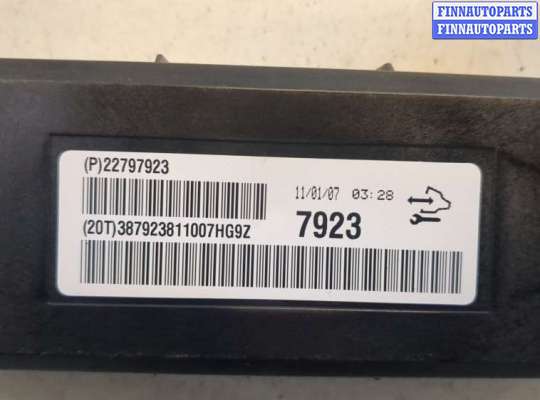 FINNAUTOPARTS
FINNAUTOPARTS
(P)22797923
11/01/07 03:28
7923
(20T)387923811007HG9Z